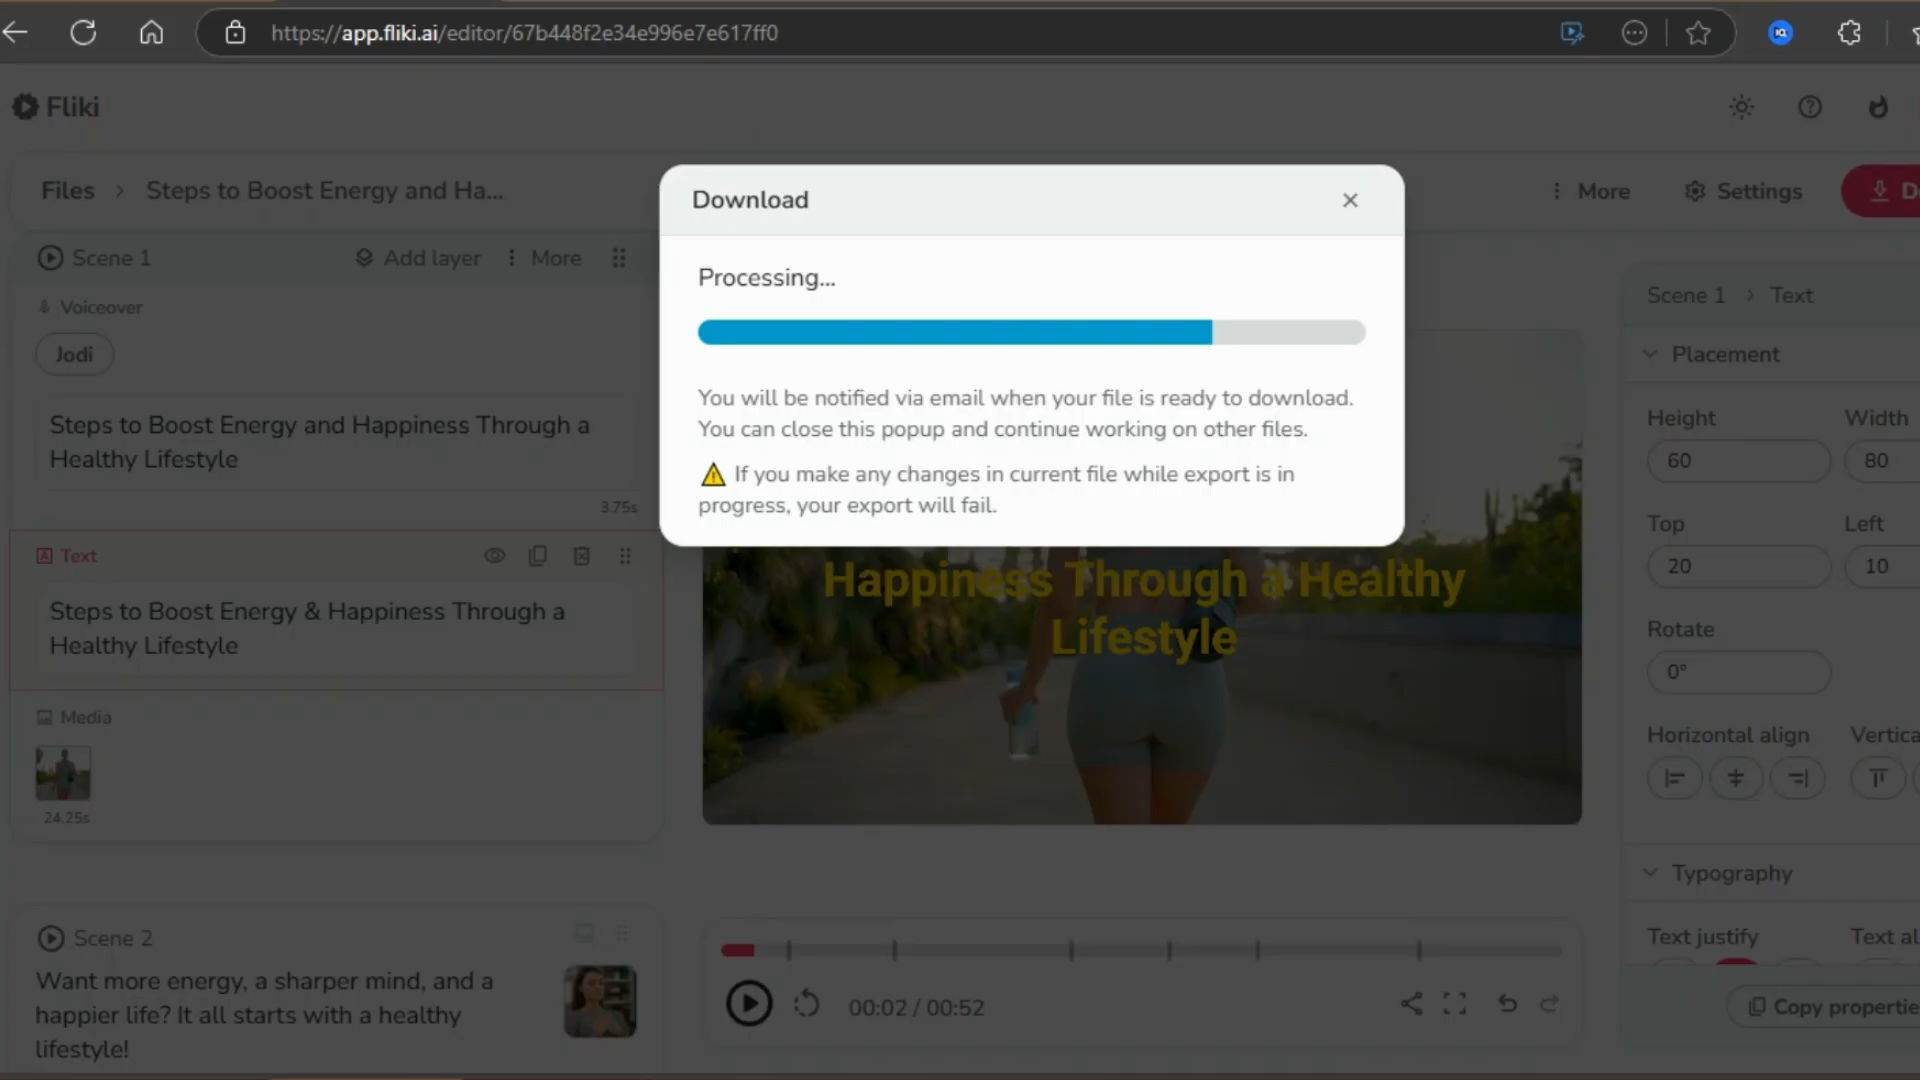 https://app.fliki.ai/editor/67b448f2e34e996e7e617ff0
Fliki
Files > Steps to Boost Energy and Ha...
More
Settings
Download
Processing...
You will be notified via email when your file is ready to download.
You can close this popup and continue working on other files.
⚠ If you make any changes in current file while export is in
progress, your export will fail.
Scene 1
Add layer
More
Voiceover
Jodi
Steps to Boost Energy and Happiness Through a
Healthy Lifestyle
3.75s
Text
Steps to Boost Energy & Happiness Through a
Healthy Lifestyle
Media
24.25s
Scene 2
Want more energy, a sharper mind, and a
happier life? It all starts with a healthy
lifestyle!
Happiness Through a Healthy
Lifestyle
00:02 / 00:52
Scene 1 > Text
Placement
Height
Width
60
80
Top
Left
20
10
Rotate
0°
Horizontal align
Typography
Text justify
Copy